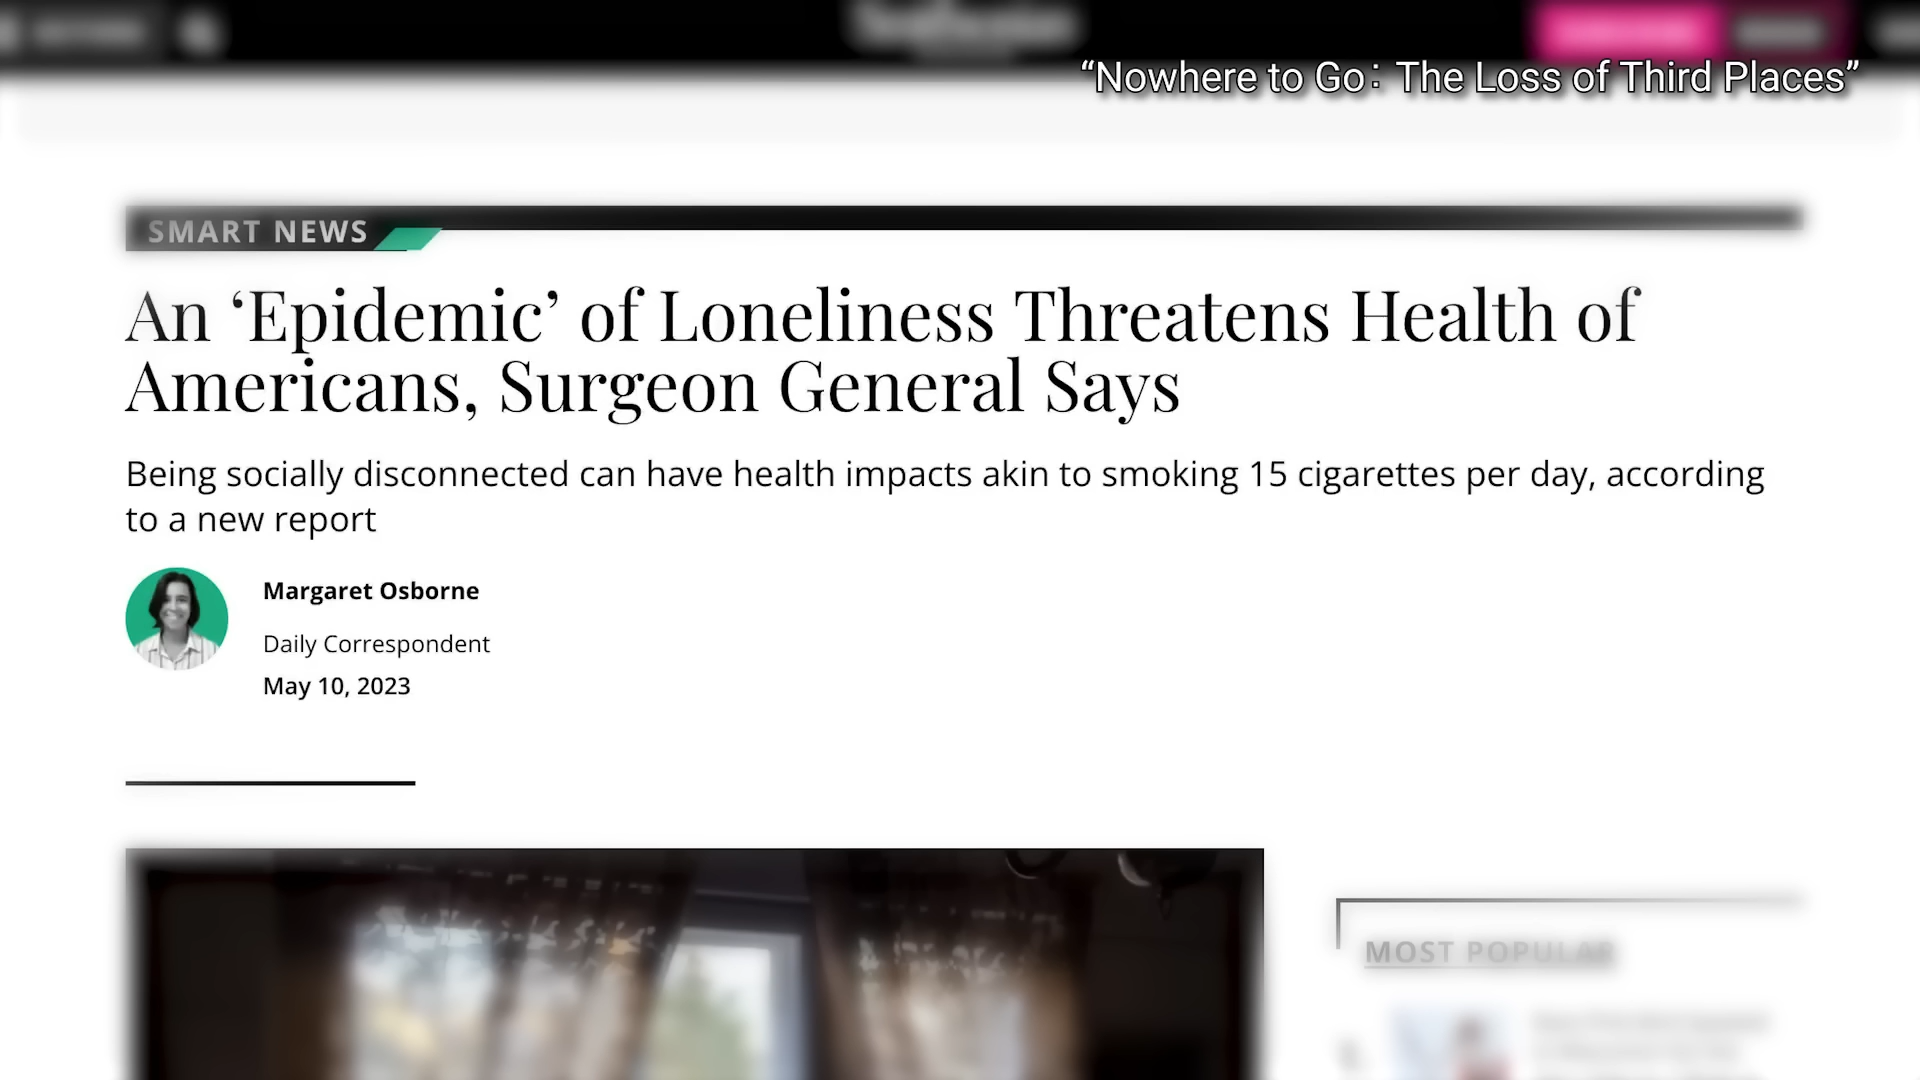 “Nowhere to Go: The Loss of Third Places”
SMART NEWS
An ‘Epidemic’ of Loneliness Threatens Health of
Americans, Surgeon General Says
Being socially disconnected can have health impacts akin to smoking 15 cigarettes per day, according
to a new report
Margaret Osborne
Daily Correspondent
May 10, 2023
MOST POPULAR